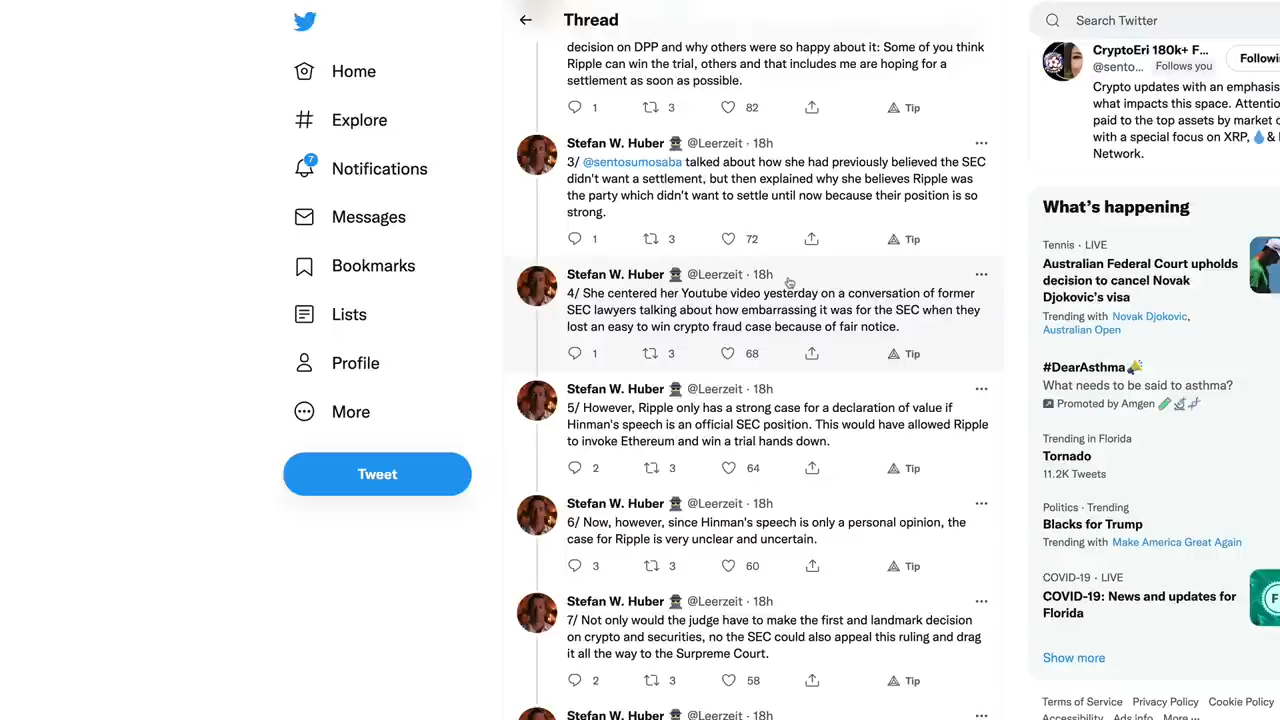 Home
Explore
7
Notifications
Messages
Bookmarks
Lists
Profile
More
Tweet
Thread
decision on DPP and why others were so happy about it: Some of you think
Ripple can win the trial, others and that includes me are hoping for a
settlement as soon as possible.
1 3 82 Tip
Stefan W. Huber @Leerzeit · 18h
3/ @sentosumosaba talked about how she had previously believed the SEC
didn't want a settlement, but then explained why she believes Ripple was
the party which didn't want to settle until now because their position is so
strong.
1 3 72 Tip
Stefan W. Huber @Leerzeit · 18h
4/ She centered her Youtube video yesterday on a conversation of former
SEC lawyers talking about how embarrassing it was for the SEC when they
lost an easy to win crypto fraud case because of fair notice.
1 3 68 Tip
Stefan W. Huber @Leerzeit · 18h
5/ However, Ripple only has a strong case for a declaration of value if
Hinman's speech is an official SEC position. This would have allowed Ripple
to invoke Ethereum and win a trial hands down.
2 3 64 Tip
Stefan W. Huber @Leerzeit · 18h
6/ Now, however, since Hinman's speech is only a personal opinion, the
case for Ripple is very unclear and uncertain.
3 3 60 Tip
Stefan W. Huber @Leerzeit · 18h
7/ Not only would the judge have to make the first and landmark decision
on crypto and securities, no the SEC could also appeal this ruling and drag
it all the way to the Surpreme Court.
2 3 58 Tip
Stefan W. Huber @Leerzeit · 18h
Search Twitter
CryptoEri 180k+ F...
@sento... Follows you
Followi
Crypto updates with an emphasis
what impacts this space. Attentio
paid to the top assets by market c
with a special focus on XRP, 💧 &
Network.
What's happening
Tennis · LIVE
Australian Federal Court upholds
decision to cancel Novak
Djokovic's visa
Trending with Novak Djokovic,
Australian Open
#DearAsthma
What needs to be said to asthma?
Promoted by Amgen
Trending in Florida
Tornado
11.2K Tweets
Politics · Trending
Blacks for Trump
Trending with Make America Great Again
COVID-19 · LIVE
COVID-19: News and updates for
Florida
Show more
Terms of Service Privacy Policy Cookie Policy
Accessibility Ads info More ...